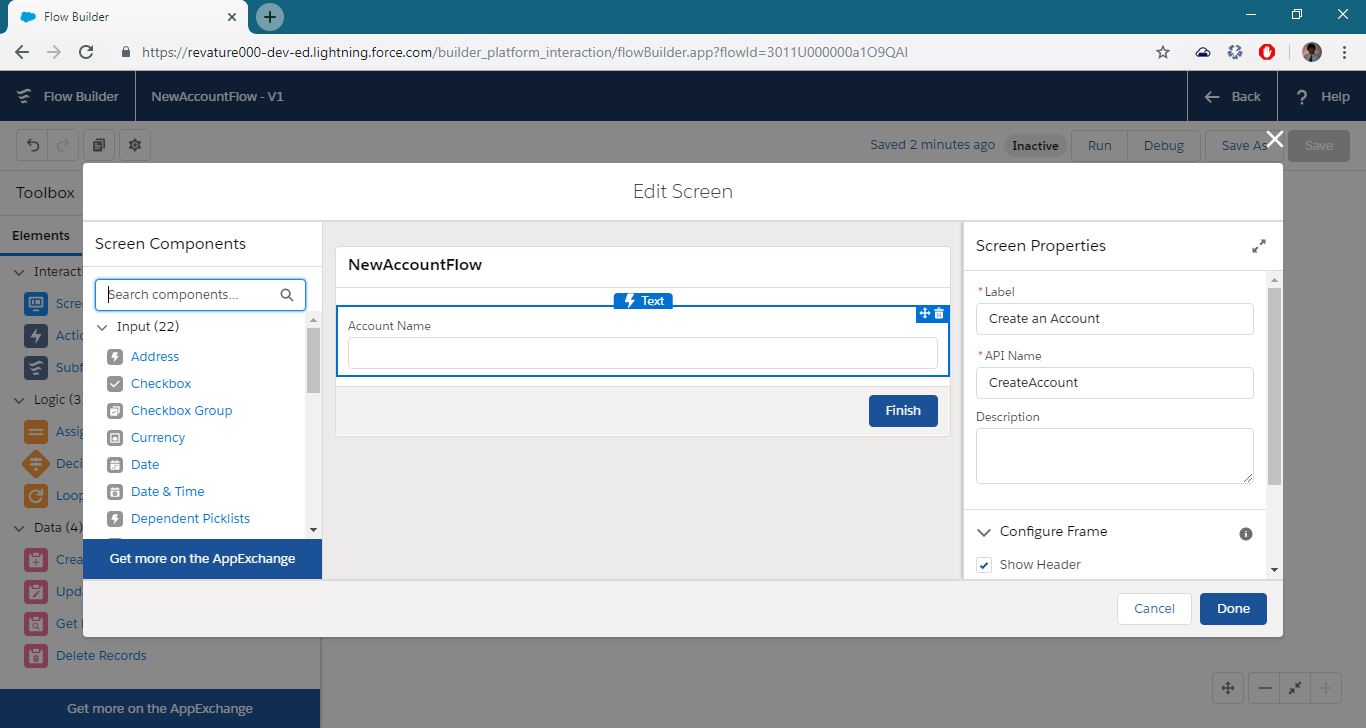 Flow Builder
https://revature000-dev-ed.lightning.force.com/builder_platform_interaction/flowBuilder.app?flowId=3011U000000a1O9QAI
Flow Builder
NewAccountFlow - V1
Back
? Help
Saved 2 minutes ago
Inactive
Run
Debug
Save As
Save
Toolbox
Elements
Interact
Scre
Actio
Subf
Logic (3
Assig
Deci
Loop
Data (4)
Crea
Upda
Get
Delete Records
Get more on the AppExchange
Edit Screen
Screen Components
Search components...
Input (22)
Address
Checkbox
Checkbox Group
Currency
Date
Date & Time
Dependent Picklists
Get more on the AppExchange
NewAccountFlow
Text
Account Name
Finish
Screen Properties
* Label
Create an Account
* API Name
CreateAccount
Description
Configure Frame
Show Header
Cancel
Done